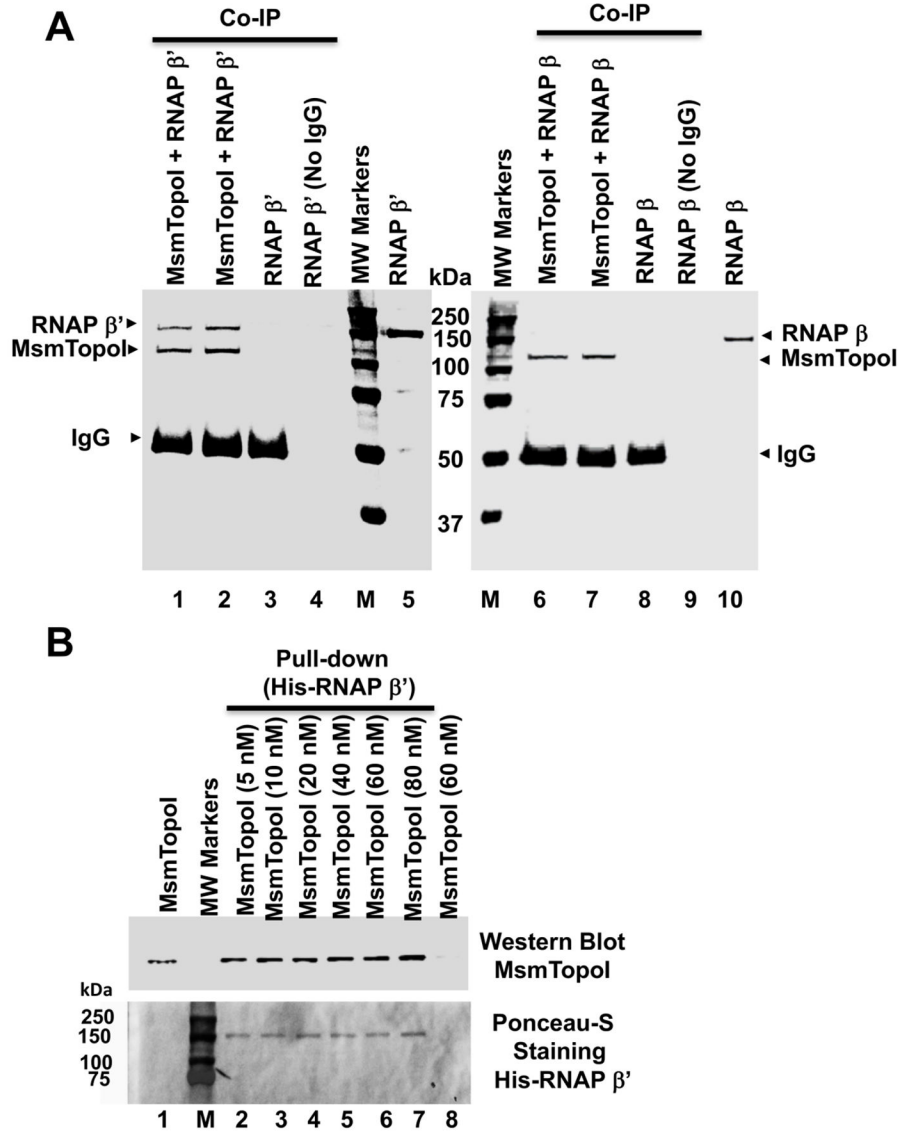 A
Co-IP
MsmTopoI + RNAP β’
MsmTopoI + RNAP β’
RNAP β’
RNAP β’ (No IgG)
MW Markers
RNAP β’
kDa
RNAP β’
MsmTopoI
IgG
250
150
100
75
50
37
1 2 3 4 M 5
Co-IP
MW Markers
MsmTopoI + RNAP β
MsmTopoI + RNAP β
RNAP β
RNAP β (No IgG)
RNAP β
RNAP β
MsmTopoI
IgG
M 6 7 8 9 10
B
Pull-down
(His-RNAP β’)
MsmTopoI
MW Markers
MsmTopoI (5 nM)
MsmTopoI (10 nM)
MsmTopoI (20 nM)
MsmTopoI (40 nM)
MsmTopoI (60 nM)
MsmTopoI (80 nM)
MsmTopoI (60 nM)
Western Blot
MsmTopoI
kDa
250
150
100
75
Ponceau-S
Staining
His-RNAP β’
1 M 2 3 4 5 6 7 8